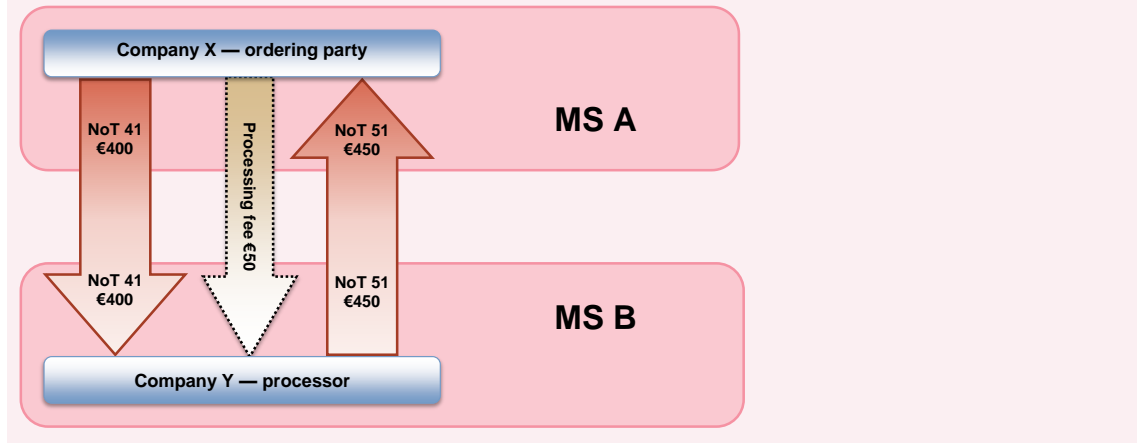 Company X — ordering party
NoT 41
€400
Processing fee €50
NoT 51
€450
MS A
NoT 41
€400
NoT 51
€450
MS B
Company Y — processor